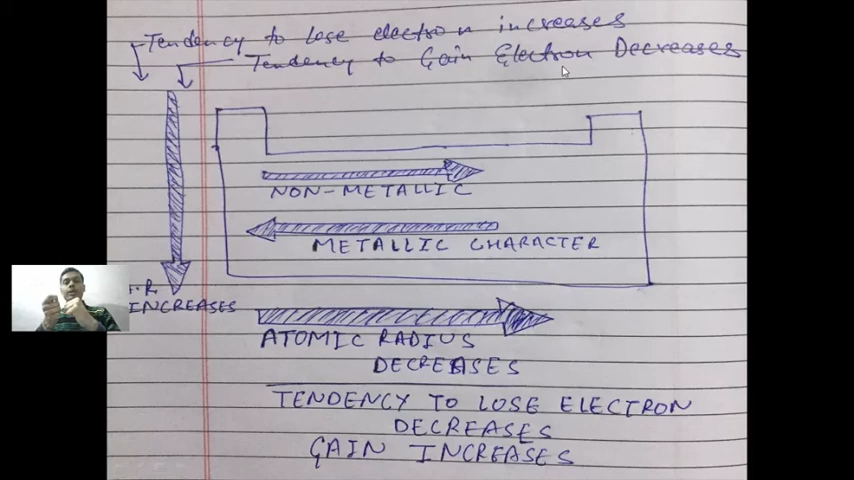 Tendency to lose electron increases
Tendency to Gain Electron Decreases
NON-METALLIC
METALLIC CHARACTER
INCREASES
ATOMIC RADIUS
DECREASES
TENDENCY TO LOSE ELECTRON
DECREASES
GAIN INCREASES